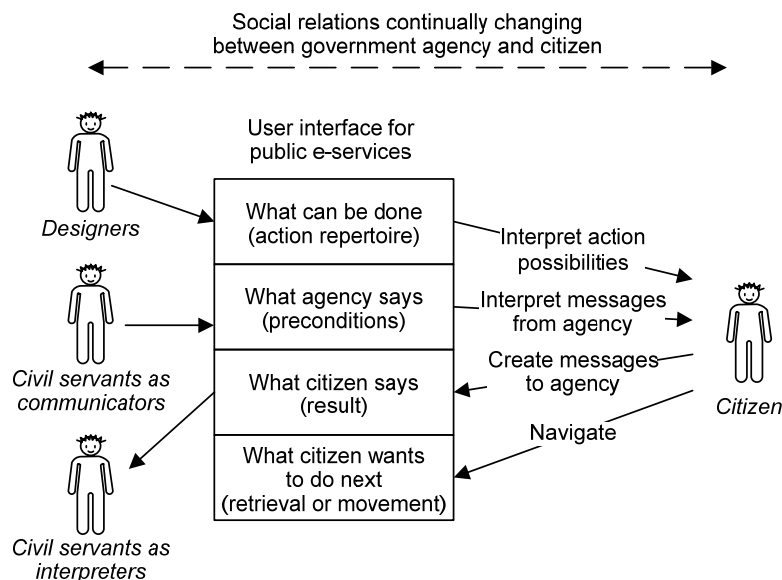 Social relations continually changing
between government agency and citizen
User interface for
public e-services
Designers
What can be done
(action repertoire)
Interpret action
possibilities
Civil servants as
communicators
What agency says
(preconditions)
Interpret messages
from agency
What citizen says
(result)
Create messages
to agency
Citizen
Civil servants as
interpreters
What citizen wants
to do next
(retrieval or movement)
Navigate